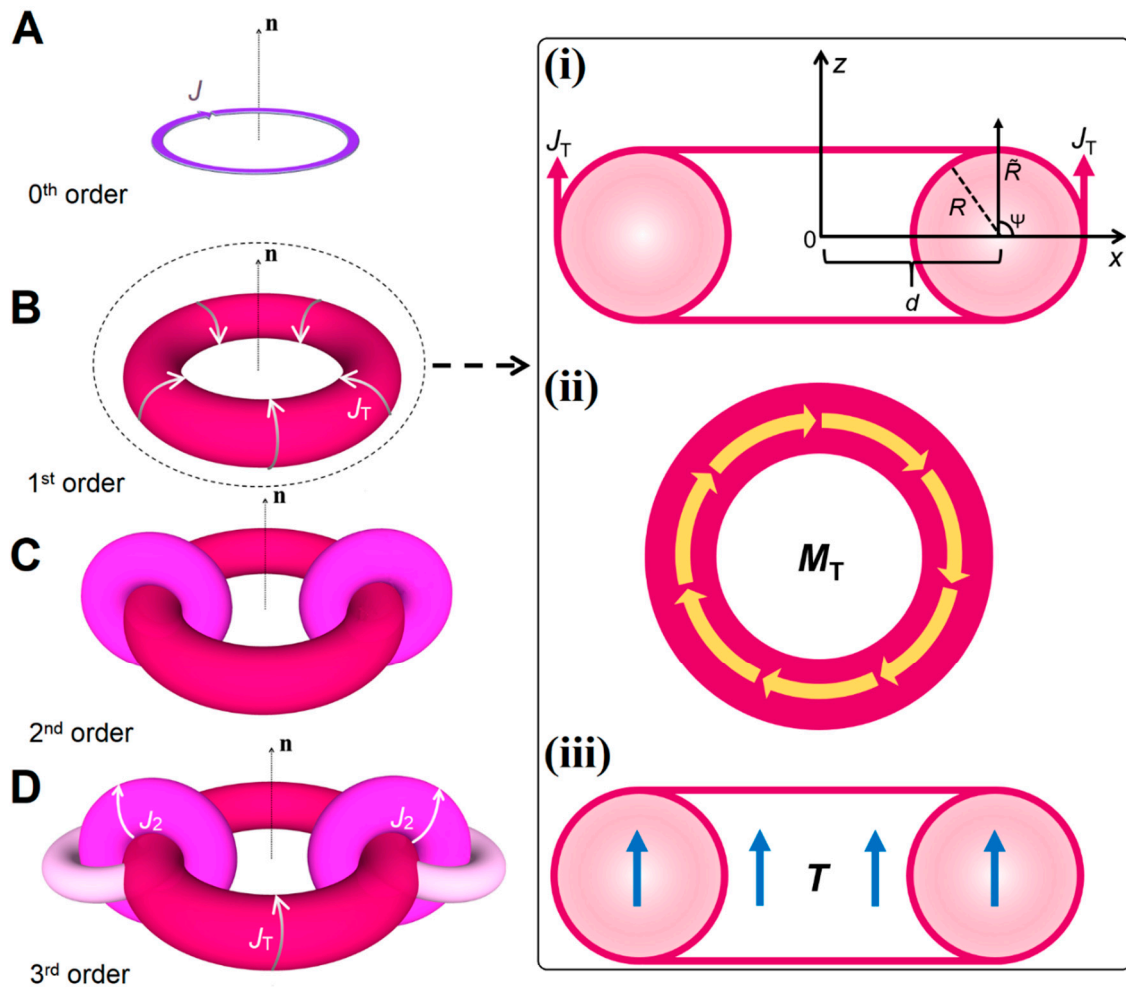 A
n
J
0th order
B
n
JT
1st order
C
n
2nd order
D
n
J2
J2
JT
3rd order
(i)
z
JT
JT
R̃
R
Ψ
0
x
d
(ii)
MT
(iii)
T